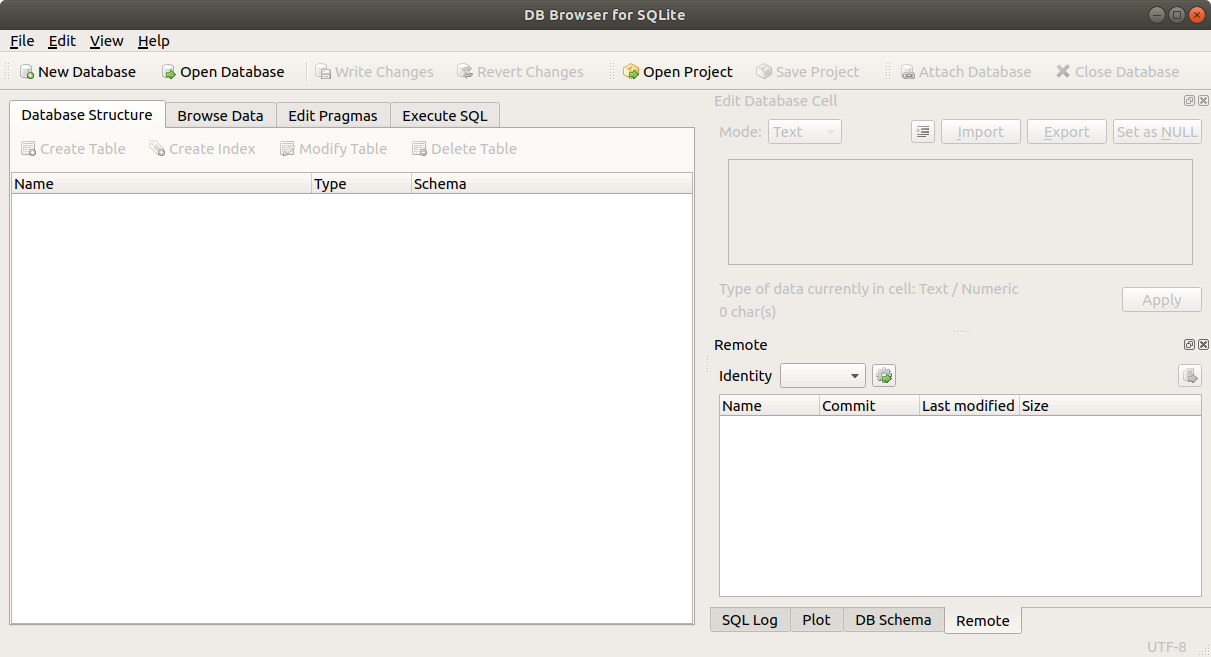 DB Browser for SQLite
File Edit View Help
New Database Open Database Write Changes Revert Changes Open Project Save Project Attach Database Close Database
Database Structure Browse Data Edit Pragmas Execute SQL
Create Table Create Index Modify Table Delete Table
Name Type Schema
Edit Database Cell
Mode: Text Import Export Set as NULL
Type of data currently in cell: Text / Numeric
0 char(s)
Apply
Remote
Identity
Name Commit Last modified Size
SQL Log Plot DB Schema Remote
UTF-8